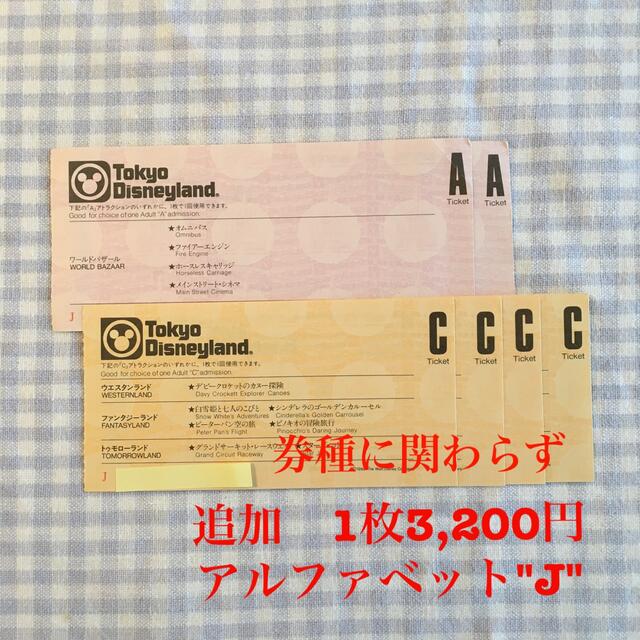 Tokyo
Disneyland®
A
Ticket
A
Ticket
下記の「A」アトラクションのいずれかに、1枚で1回使用できます。
Good for choice of one Adult "A" admission.
ワールドバザール
WORLD BAZAAR
★オムニバス
Omnibus
★ファイアーエンジン
Fire Engine
★ホースレスキャリッジ
Horseless Carriage
★メインストリート・シネマ
Main Street Cinema
J
Tokyo
Disneyland®
C
Ticket
C
Ticket
C
Ticket
C
Ticket
下記の「C」アトラクションのいずれかに、1枚で1回使用できます。
Good for choice of one Adult "C" admission.
ウエスタンランド
WESTERNLAND
★デビークロケットのカヌー探険
Davy Crockett Explorer Canoes
ファンタジーランド
FANTASYLAND
★白雪姫と七人のこびと ★シンデレラのゴールデンカルーセル
Snow White's Adventures Cinderella's Golden Carrousel
★ピーターパン空の旅 ★ピノキオの冒険旅行
Peter Pan's Flight Pinocchio's Daring Journey
トゥモローランド
TOMORROWLAND
★グランドサーキット・レースウェイ
Grand Circuit Raceway
J
券種に関わらず
追加 1枚3,200円
アルファベット"J"